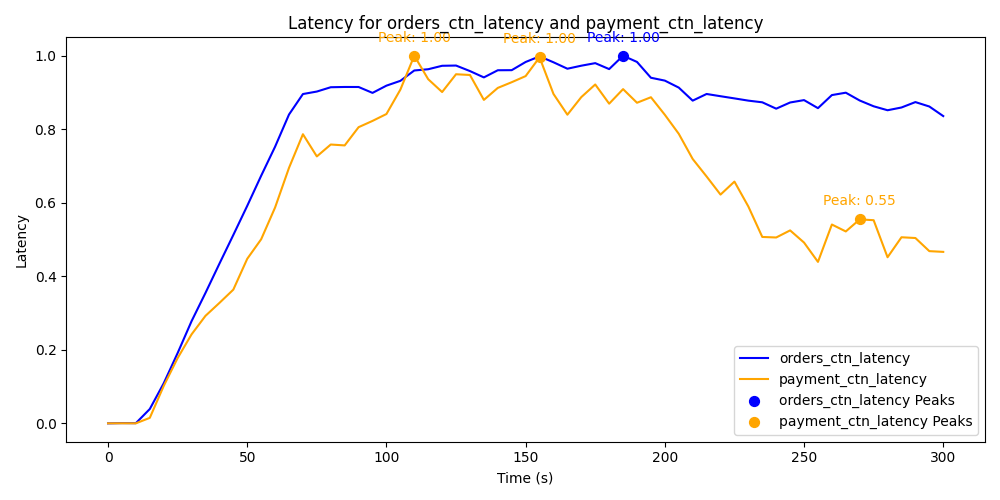 Latency for orders_ctn_latency and payment_ctn_latency
Peak: 1.00
Peak: 1.00
Peak: 1.00
Peak: 0.55
1.0
0.8
0.6
0.4
0.2
0.0
Latency
0
50
100
150
200
250
300
Time (s)
orders_ctn_latency
payment_ctn_latency
orders_ctn_latency Peaks
payment_ctn_latency Peaks